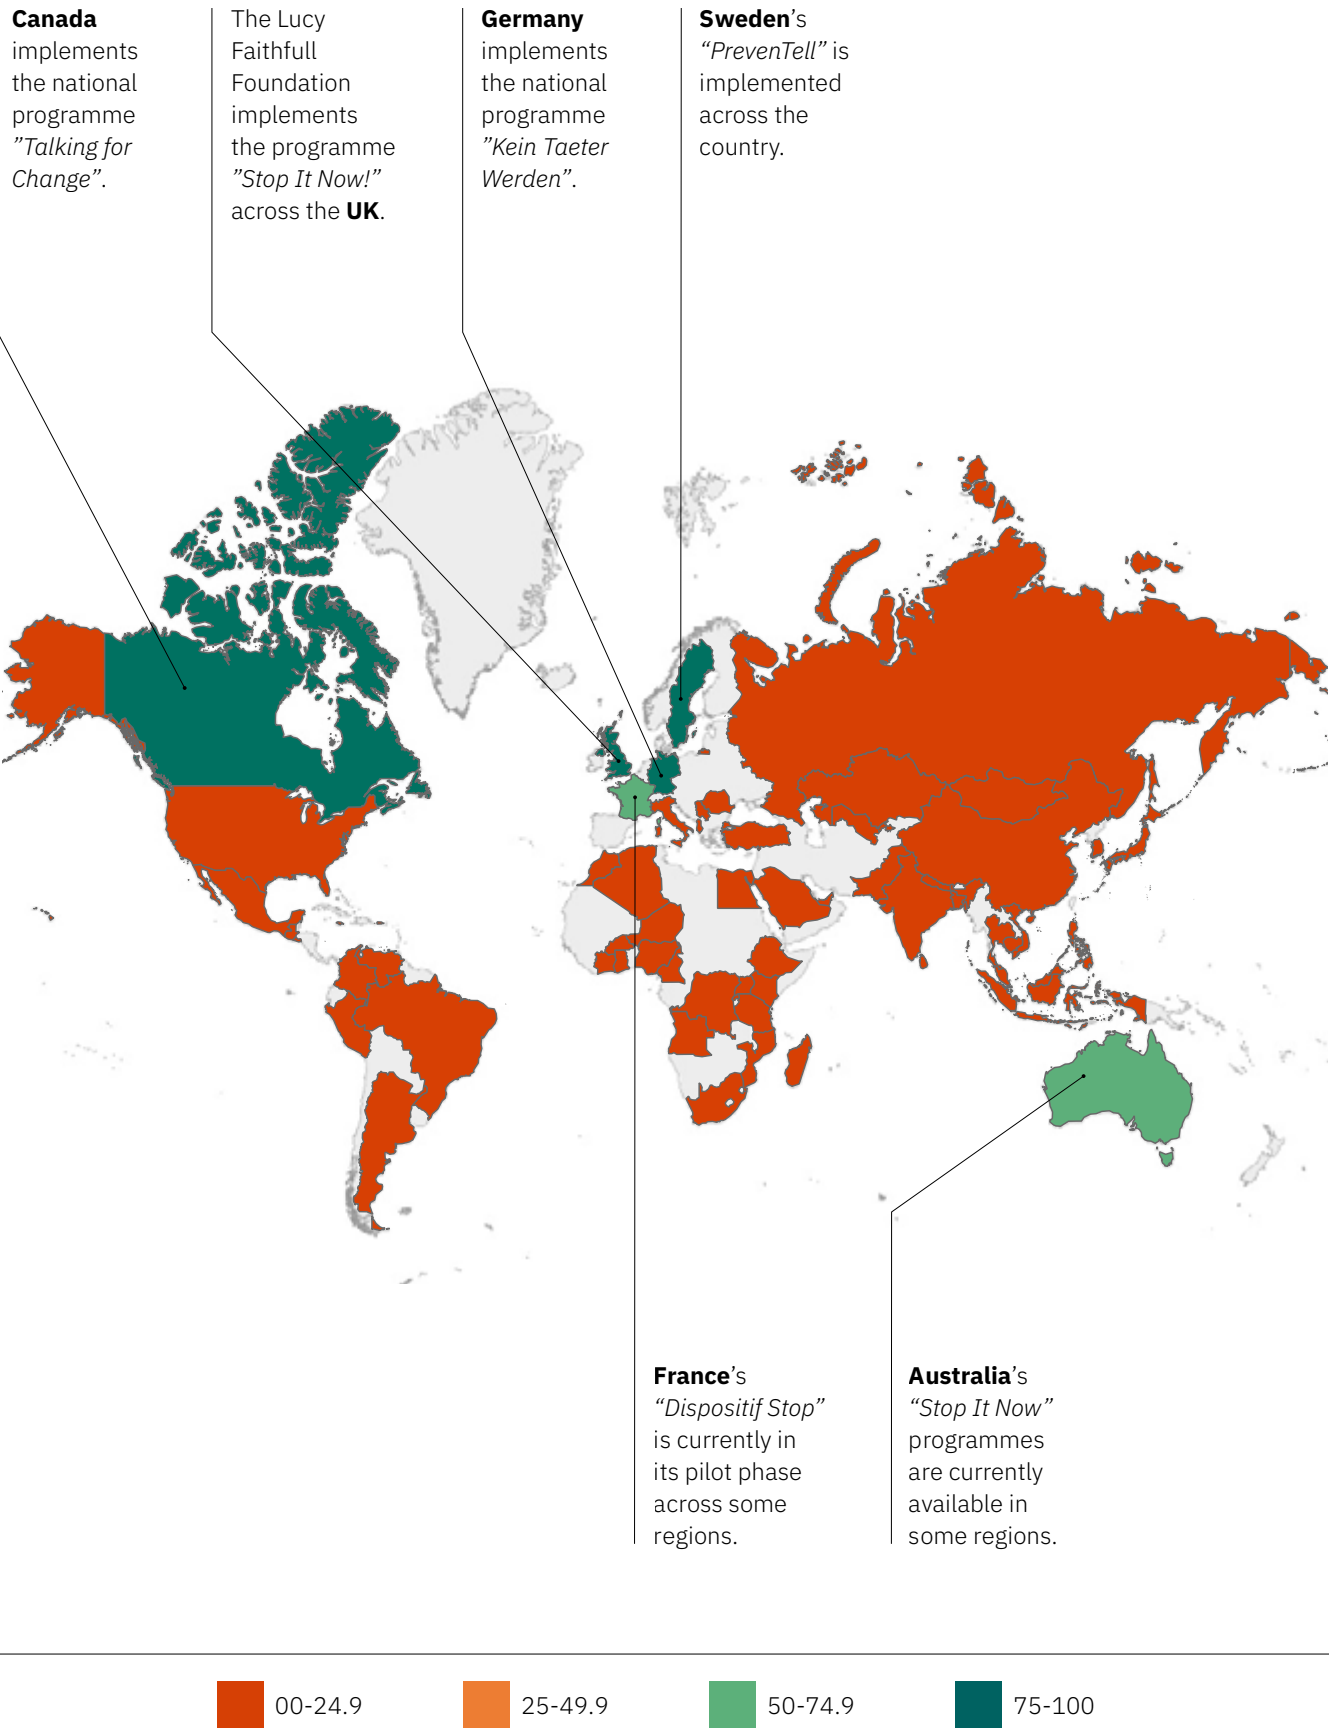 Canada
implements
the national
programme
”Talking for
Change”.
The Lucy
Faithfull
Foundation
implements
the programme
”Stop It Now!”
across the UK.
Germany
implements
the national
programme
”Kein Taeter
Werden”.
Sweden’s
“PrevenTell” is
implemented
across the
country.
France’s
“Dispositif Stop”
is currently in
its pilot phase
across some
regions.
Australia’s
“Stop It Now”
programmes
are currently
available in
some regions.
00-24.9
25-49.9
50-74.9
75-100